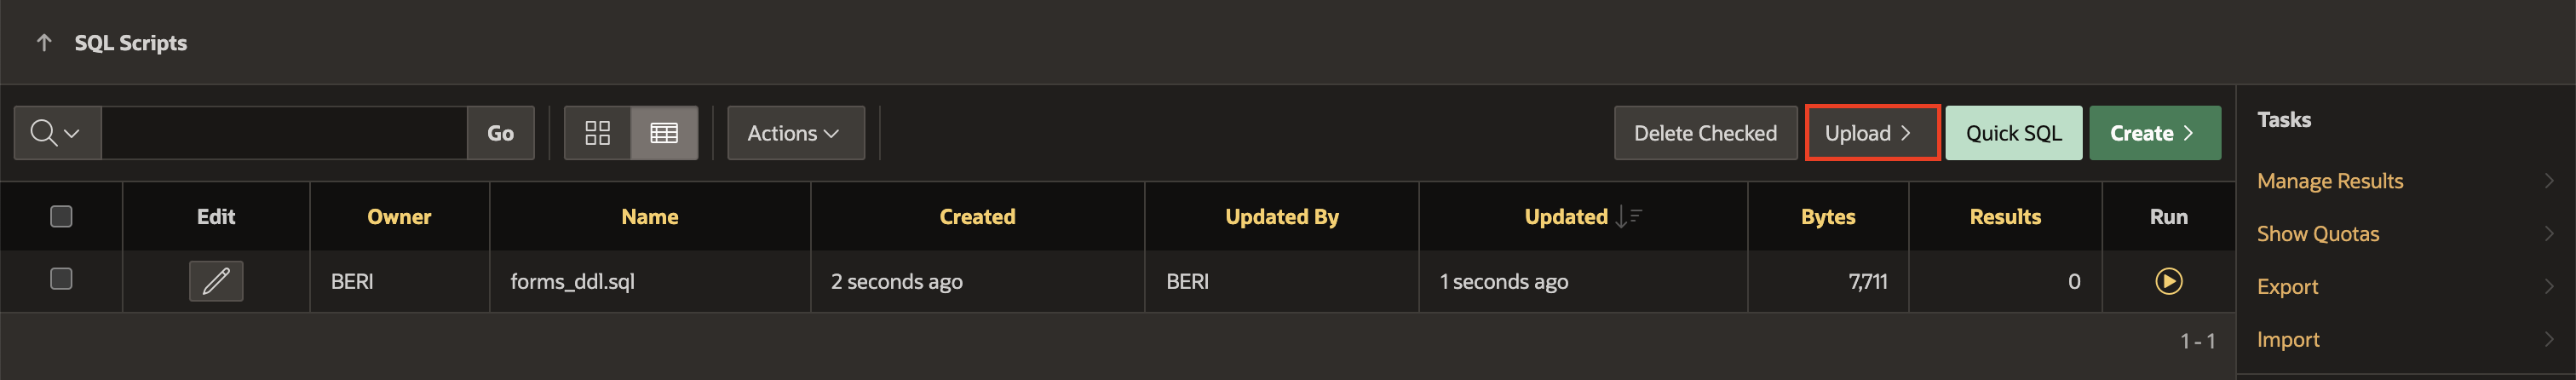 SQL Scripts
Go
Actions
Delete Checked
Upload
Quick SQL
Create
Tasks
Manage Results
Show Quotas
Export
Import
Edit Owner Name Created Updated By Updated Bytes Results Run
BERI forms_ddl.sql 2 seconds ago BERI 1 seconds ago 7,711 0
1 - 1